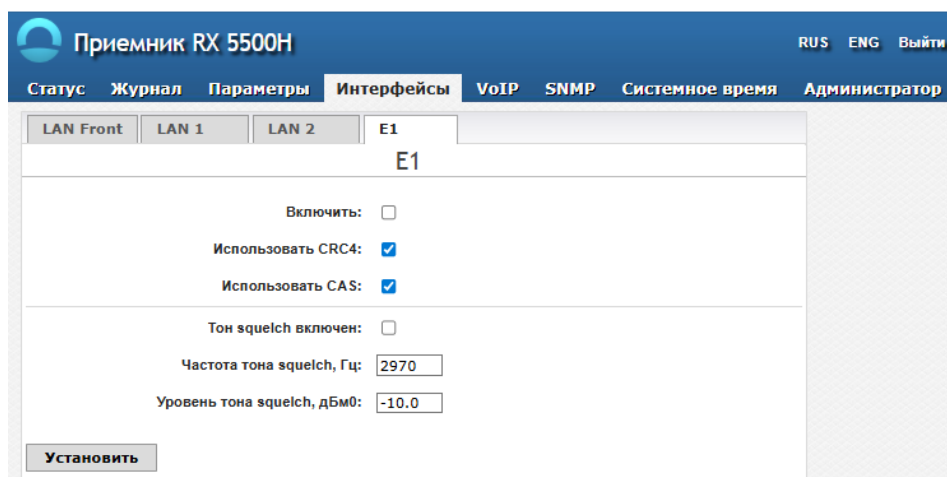 Приемник RX 5500Н
RUS ENG Выйти
Статус Журнал Параметры Интерфейсы VoIP SNMP Системное время Администратор
LAN Front LAN 1 LAN 2 E1
E1
Включить:
Использовать CRC4:
Использовать CAS:
Тон squelch включен:
Частота тона squelch, Гц: 2970
Уровень тона squelch, дБм0: -10.0
Установить